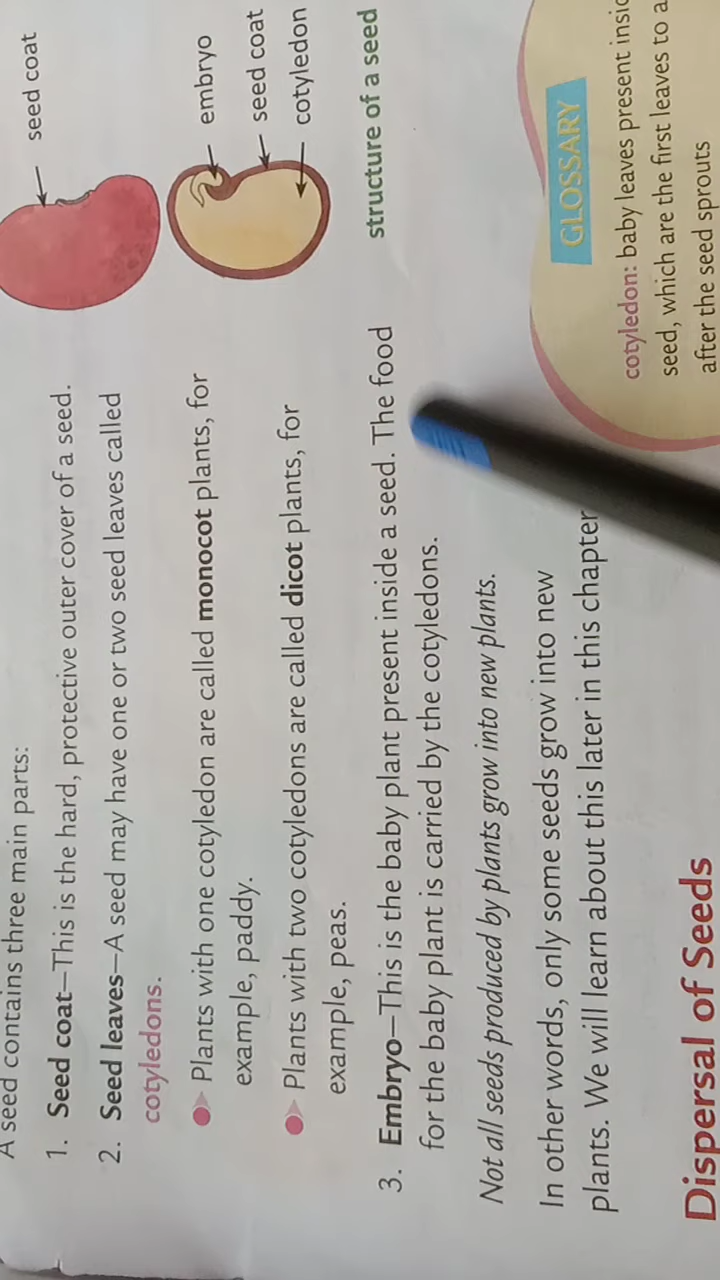 A seed contains three main parts:
1. Seed coat—This is the hard, protective outer cover of a seed.
2. Seed leaves—A seed may have one or two seed leaves called
cotyledons.
Plants with one cotyledon are called monocot plants, for
example, paddy.
Plants with two cotyledons are called dicot plants, for
example, peas.
3. Embryo—This is the baby plant present inside a seed. The food
for the baby plant is carried by the cotyledons.
Not all seeds produced by plants grow into new plants.
In other words, only some seeds grow into new
plants. We will learn about this later in this chapter
seed coat
embryo
seed coat
cotyledon
structure of a seed
GLOSSARY
cotyledon: baby leaves present
seed, which are the first leaves to
after the seed sprouts
Dispersal of Seeds